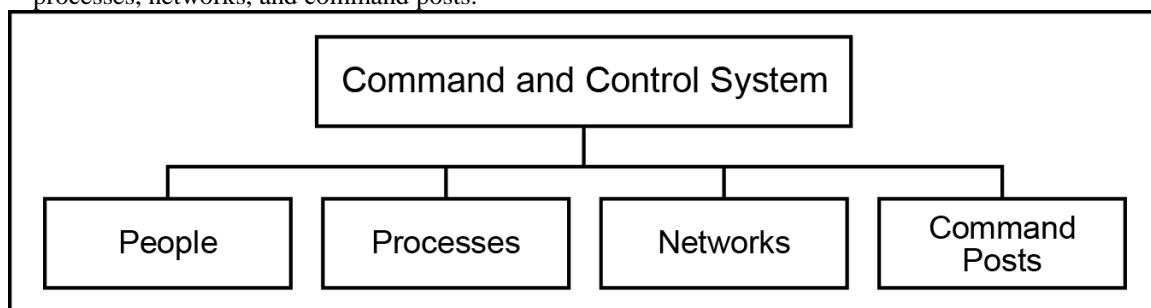 processes, networks, and command posts.
Command and Control System
People
Processes
Networks
Command
Posts